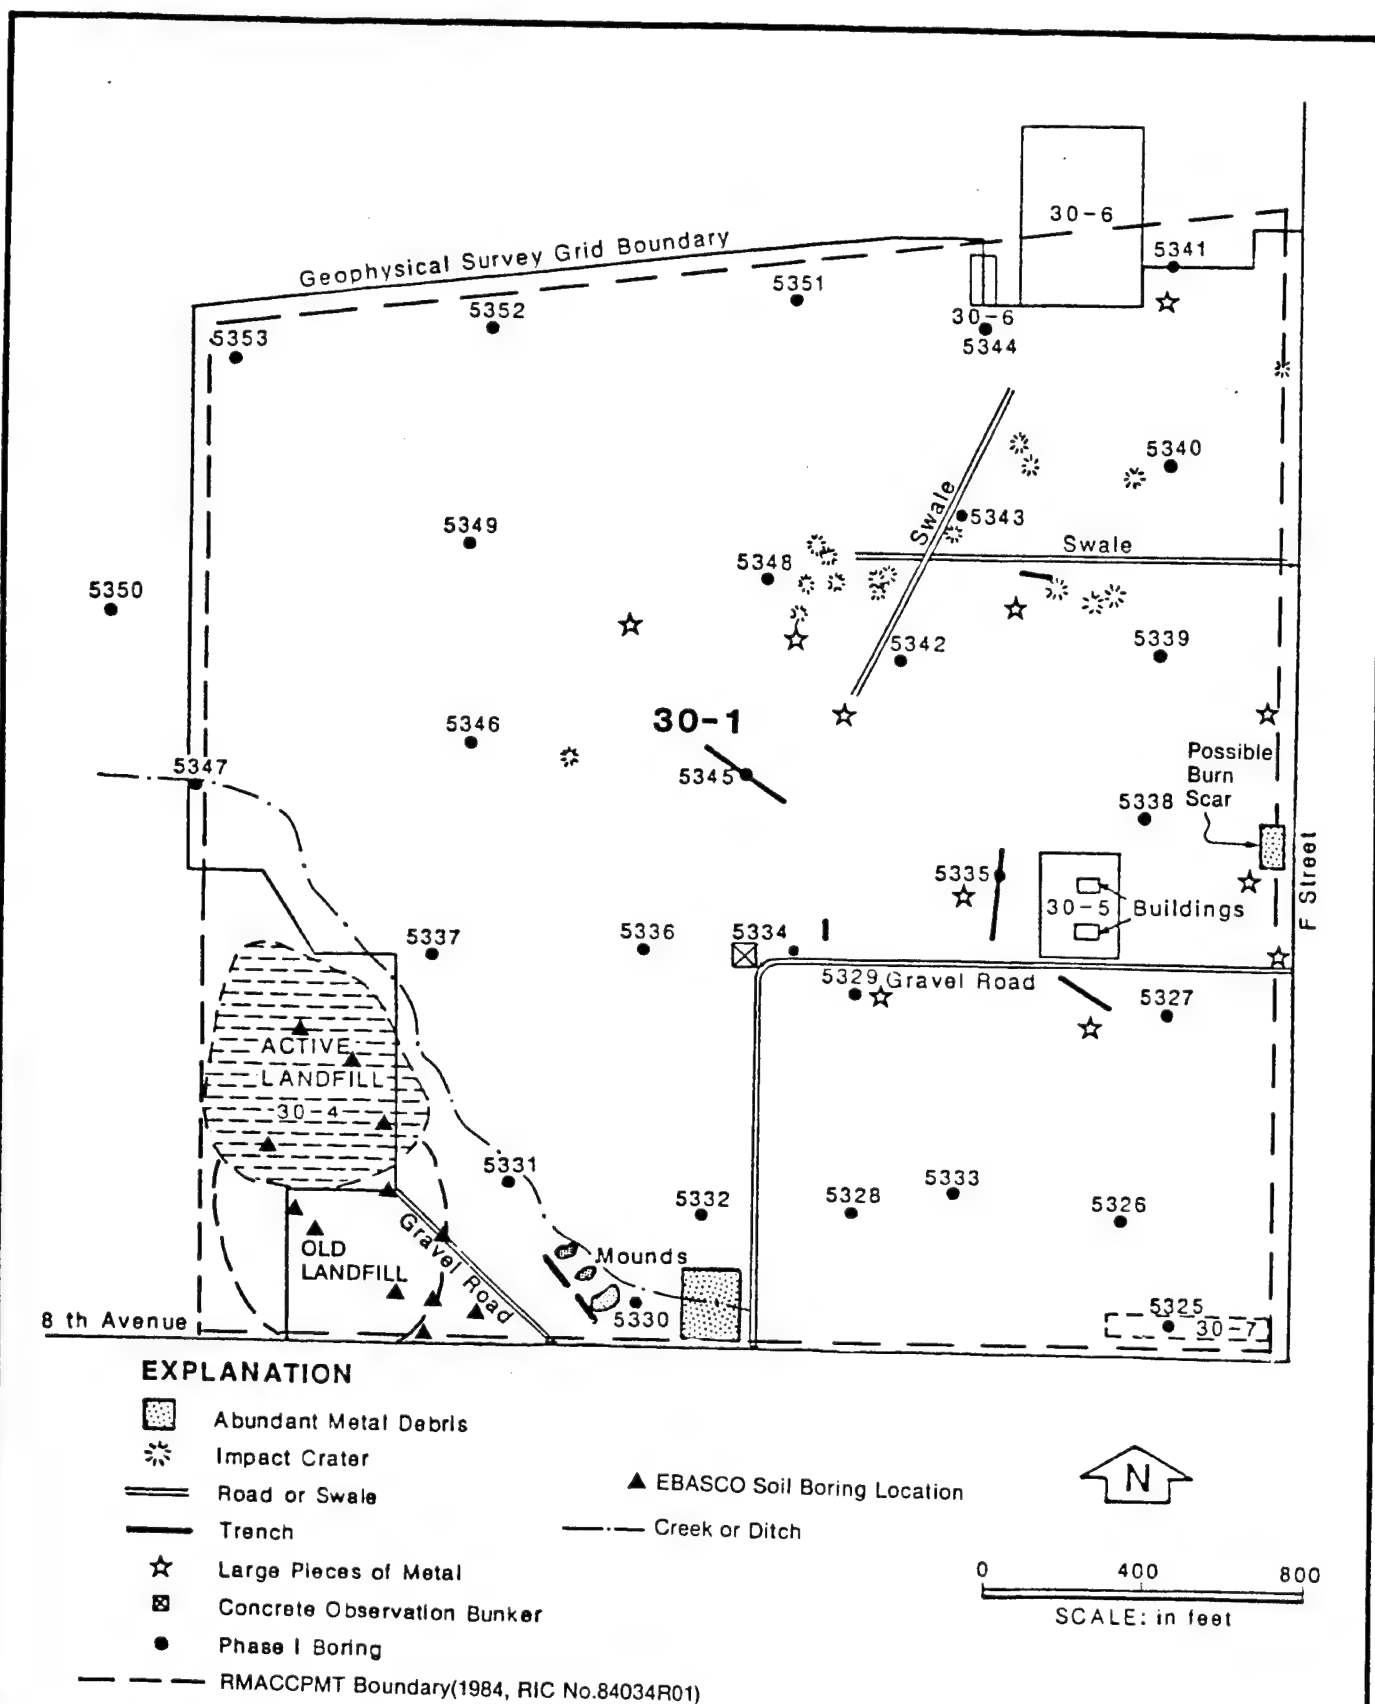 30-6
5341
Geophysical Survey Grid Boundary
5351
5352
30-6
5344
5353
5340
5349
Swale
5343
Swale
5348
5350
5342
5339
30-1
5346
5347
5345
Possible
Burn
Scar
5338
F Street
5335
30-5
Buildings
5337
5336
5334
5329
Gravel Road
5327
ACTIVE
LANDFILL
30-4
5331
5332
5328
5333
5326
Gravel Road
OLD
LANDFILL
Mounds
5330
5325
30-7
8 th Avenue
EXPLANATION
Abundant Metal Debris
Impact Crater
Road or Swale
Trench
Large Pieces of Metal
Concrete Observation Bunker
Phase I Boring
RMACCPMT Boundary(1984, RIC No.84034R01)
EBASCO Soil Boring Location
Creek or Ditch
N
0 400 800
SCALE: in feet